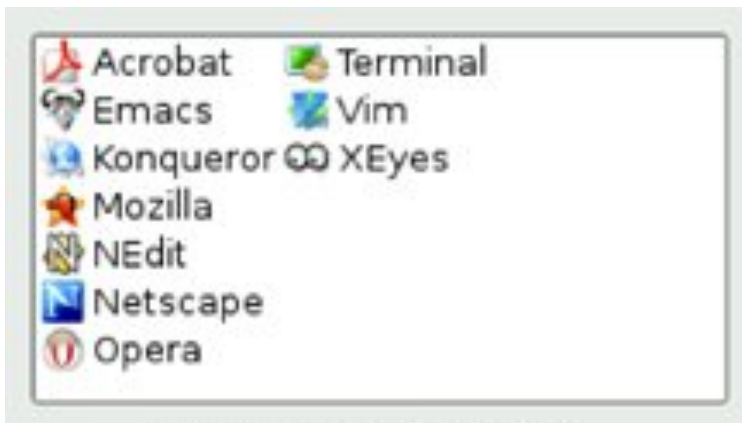 Acrobat
Emacs
Konqueror
Mozilla
NEdit
Netscape
Opera
Terminal
Vim
XEyes